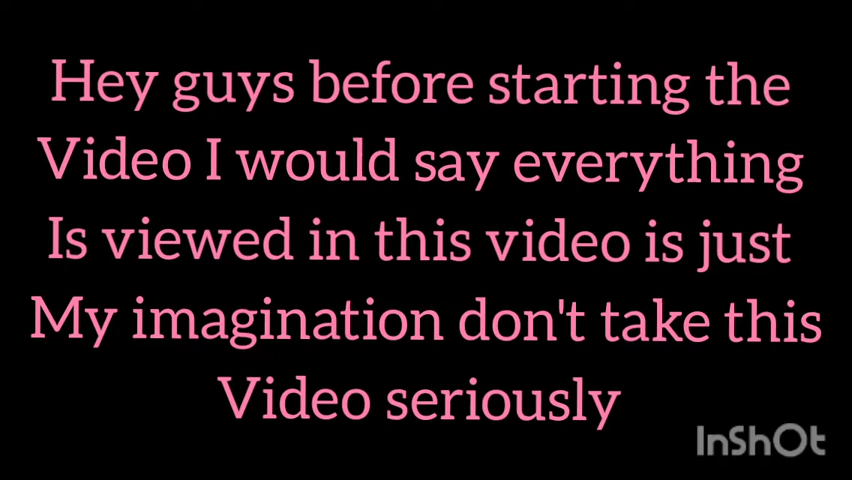 Hey guys before starting the
Video I would say everything
Is viewed in this video is just
My imagination don't take this
Video seriously
InShOt